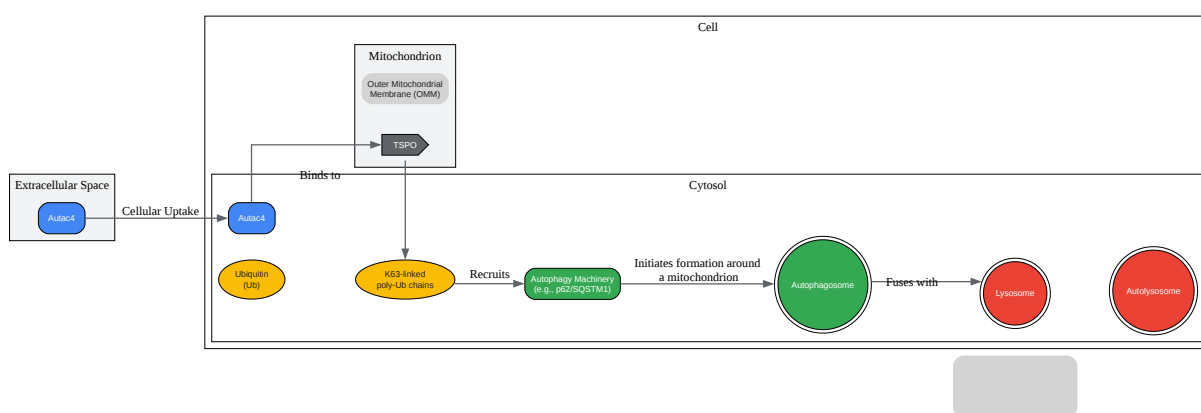 Cell
Mitochondrion
Outer Mitochondrial
Membrane (OMM)
TSPO
Binds to
Extracellular Space
Autac4
Cellular Uptake
Cytosol
Autac4
Ubiquitin
(Ub)
K63-linked
poly-Ub chains
Recruits
Autophagy Machinery
(e.g., p62/SQSTM1)
Initiates formation around
a mitochondrion
Autophagosome
Fuses with
Lysosome
Autolysosome